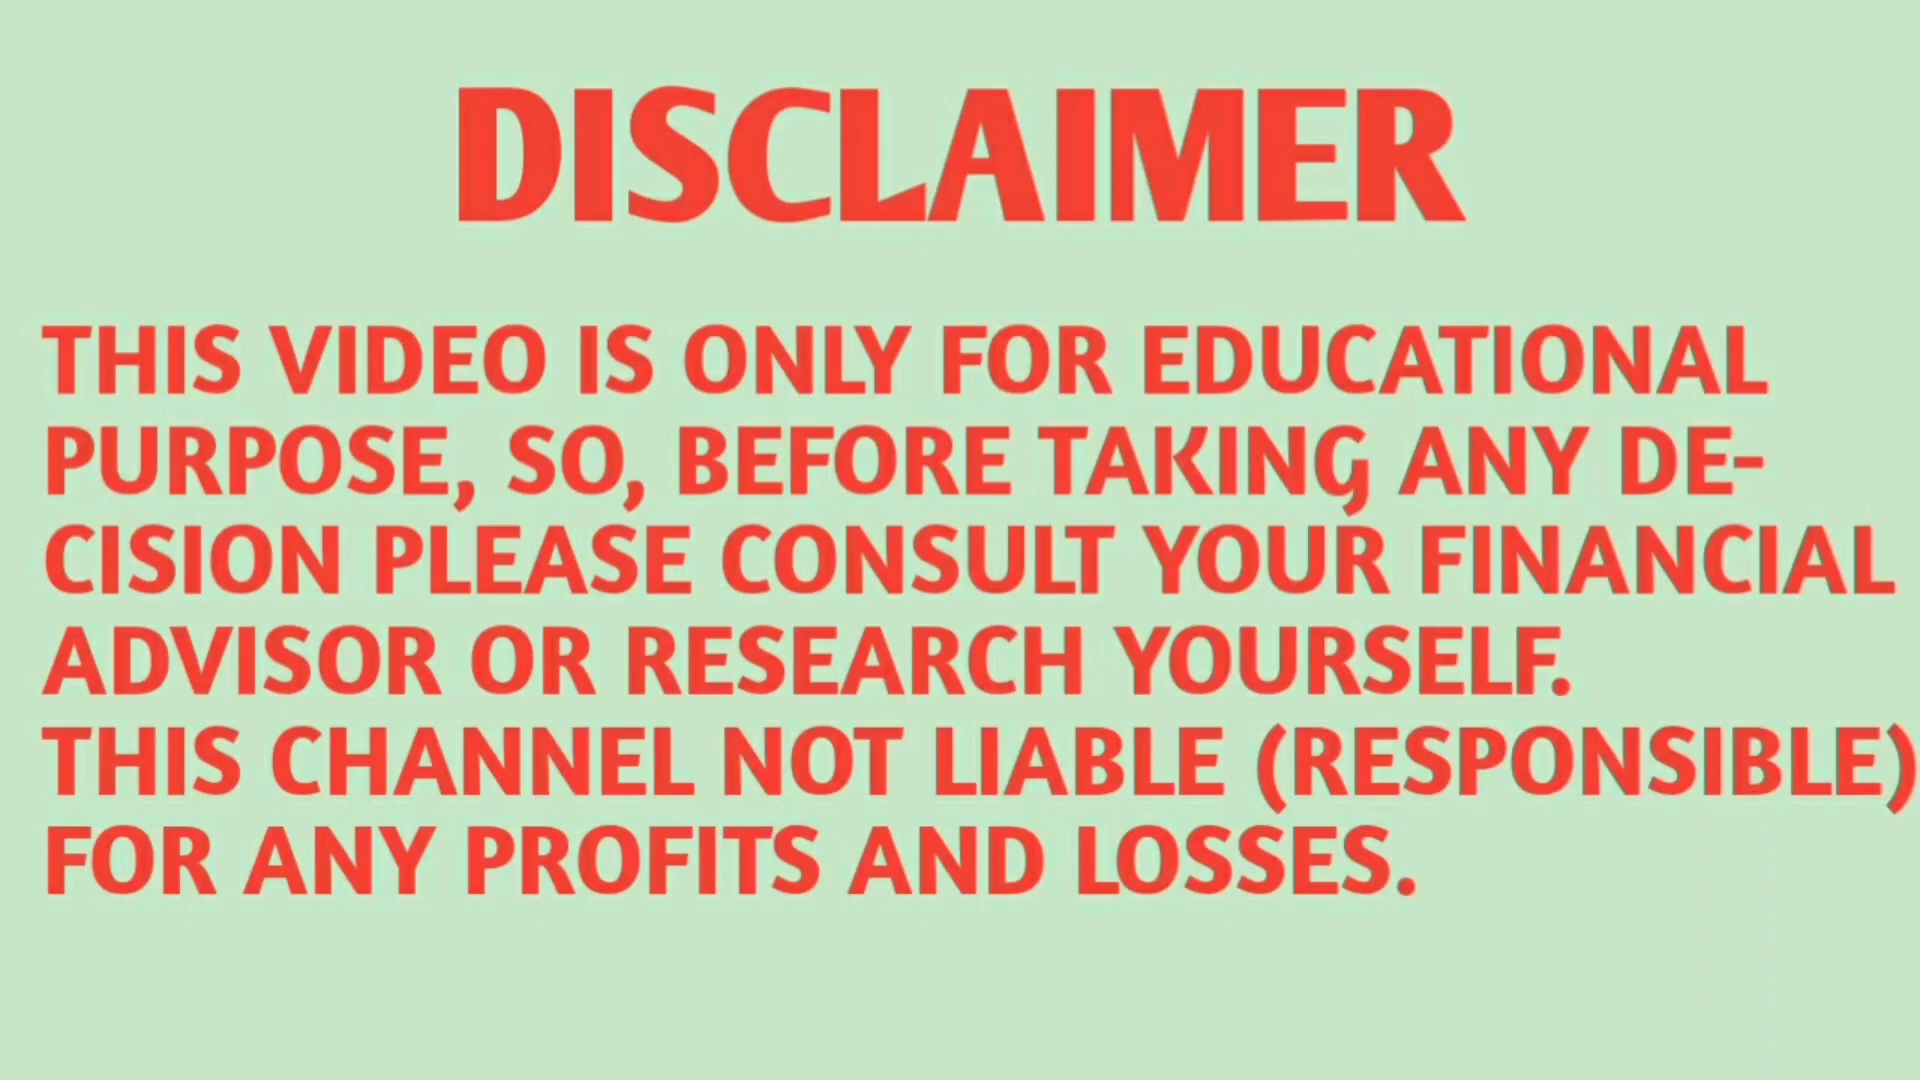 DISCLAIMER
THIS VIDEO IS ONLY FOR EDUCATIONAL
PURPOSE, SO, BEFORE TAKING ANY DE-
CISION PLEASE CONSULT YOUR FINANCIAL
ADVISOR OR RESEARCH YOURSELF.
THIS CHANNEL NOT LIABLE (RESPONSIBLE)
FOR ANY PROFITS AND LOSSES.